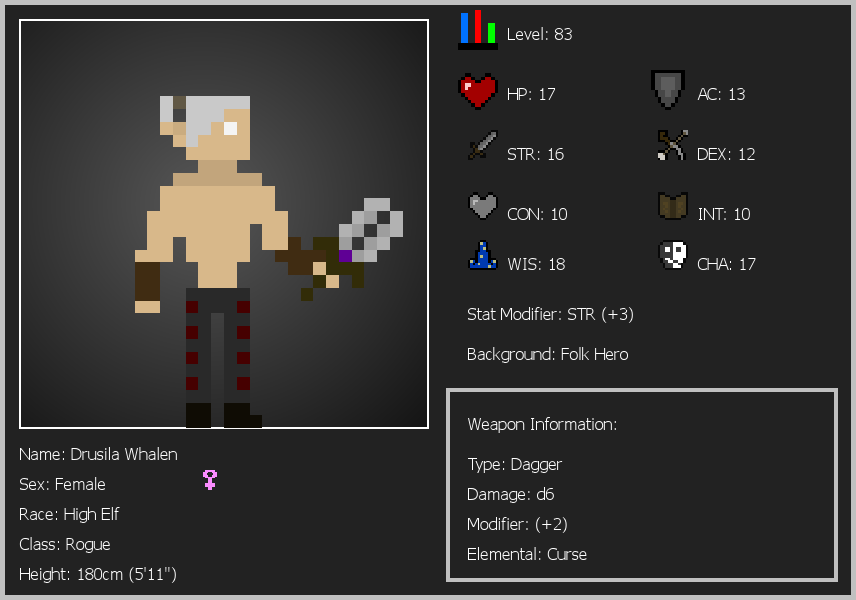 Level: 83
HP: 17
AC: 13
STR: 16
DEX: 12
CON: 10
INT: 10
WIS: 18
CHA: 17
Stat Modifier: STR (+3)
Background: Folk Hero
Weapon Information:
Type: Dagger
Damage: d6
Modifier: (+2)
Elemental: Curse
Name: Drusila Whalen
Sex: Female
Race: High Elf
Class: Rogue
Height: 180cm (5'11")